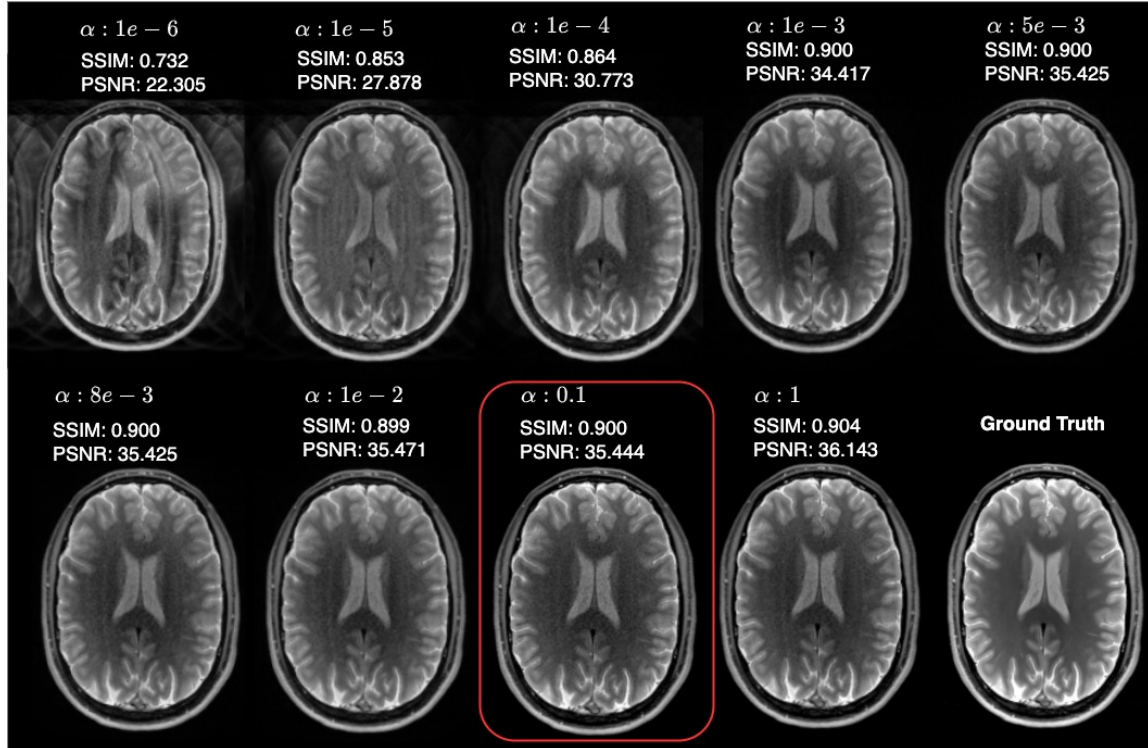 α : 1e − 6
SSIM: 0.732
PSNR: 22.305
α : 1e − 5
SSIM: 0.853
PSNR: 27.878
α : 1e − 4
SSIM: 0.864
PSNR: 30.773
α : 1e − 3
SSIM: 0.900
PSNR: 34.417
α : 5e − 3
SSIM: 0.900
PSNR: 35.425
α : 8e − 3
SSIM: 0.900
PSNR: 35.425
α : 1e − 2
SSIM: 0.899
PSNR: 35.471
α : 0.1
SSIM: 0.900
PSNR: 35.444
α : 1
SSIM: 0.904
PSNR: 36.143
Ground Truth